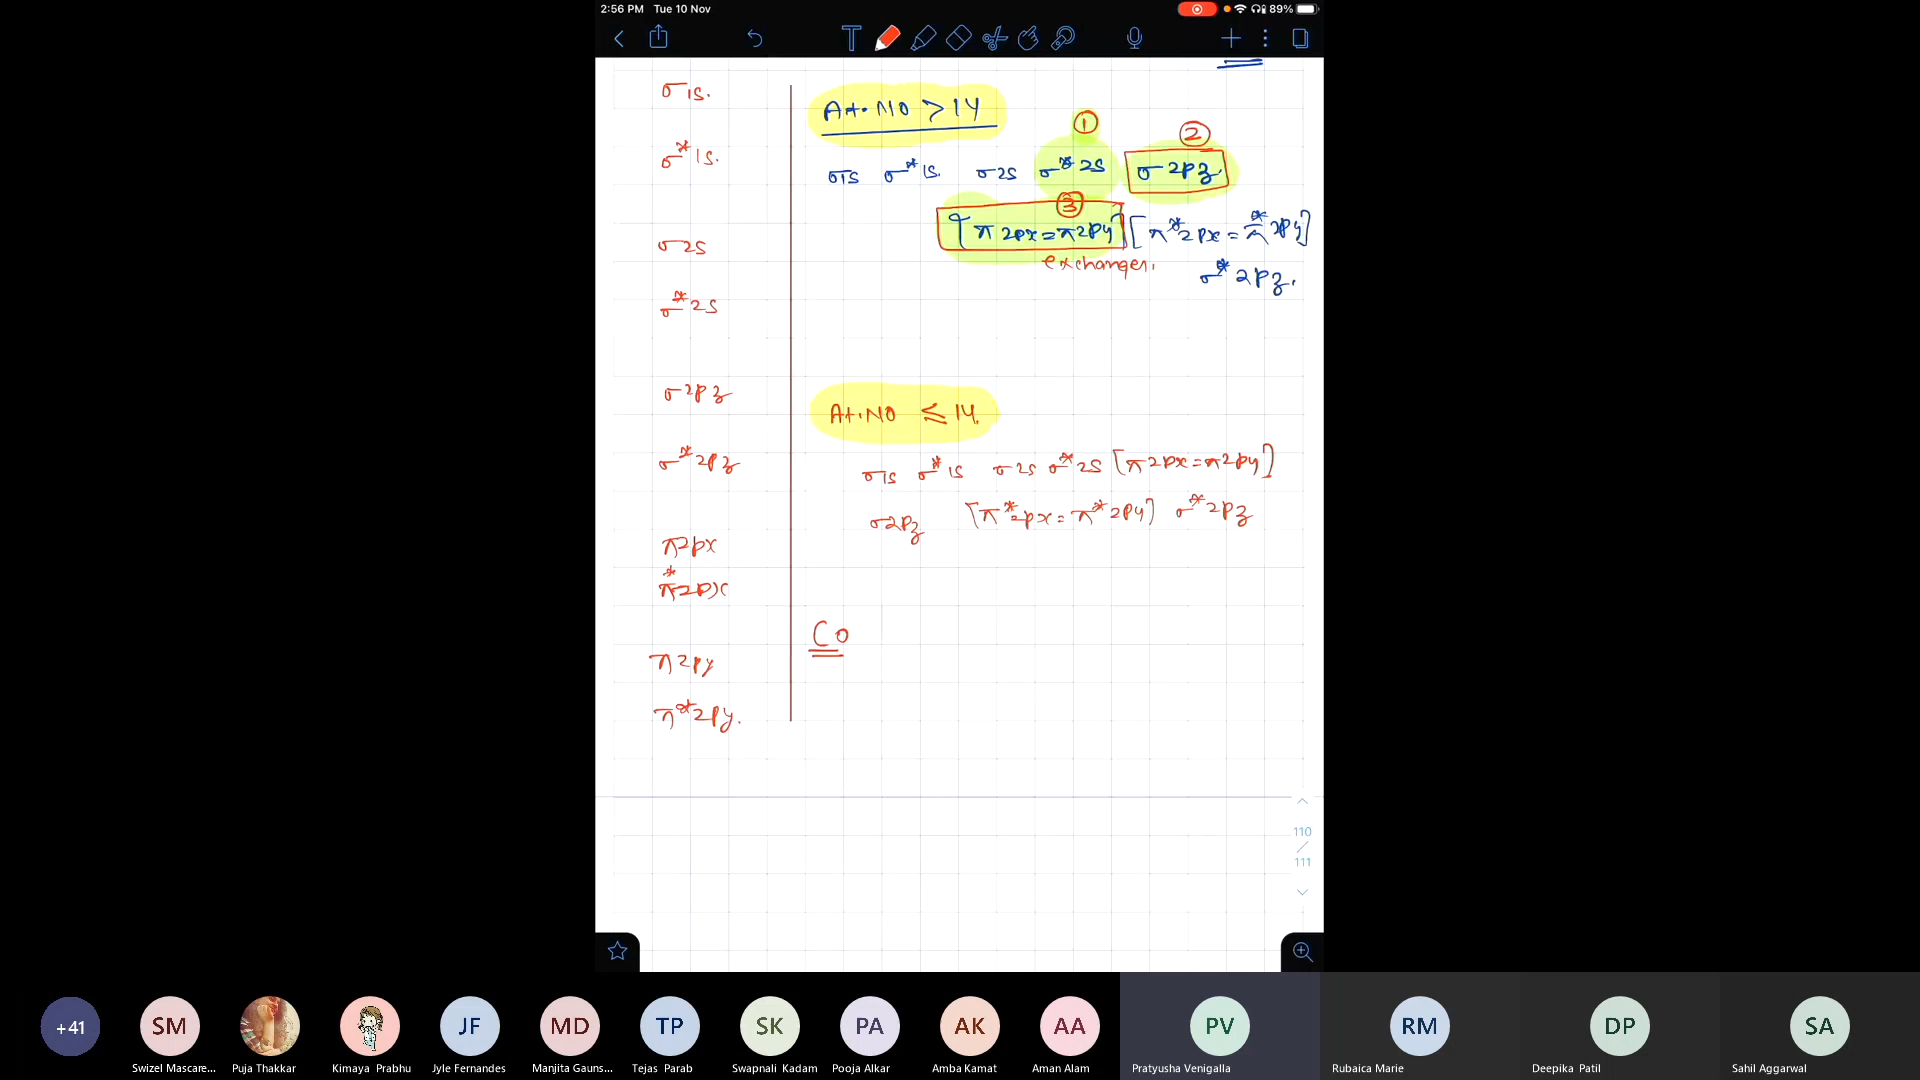 2:56 PM Tue 10 Nov
89%
σ1s.
σ*1s.
σ2s
σ*2s
σ2pz
σ*2pz
π2px
π*2px
π2py
π*2py.
At.No > 14
① ②
σ1s σ*1s. σ2s σ*2s σ2pz.
③
[π2px=π2py] [π*2px=π*2py]
exchanges.
σ*2pz.
At.No ≤ 14.
σ1s σ*1s σ2s σ*2s [π2px=π2py]
σ2pz [π*2px=π*2py] σ*2pz
CO
110
/
111
+41 SM JF MD TP SK PA AK AA PV RM DP SA
Swizel Mascare... Puja Thakkar Kimaya Prabhu Jyle Fernandes Manjita Gauns... Tejas Parab Swapnali Kadam Pooja Alkar Amba Kamat Aman Alam Pratyusha Venigalla Rubaica Marie Deepika Patil Sahil Aggarwal